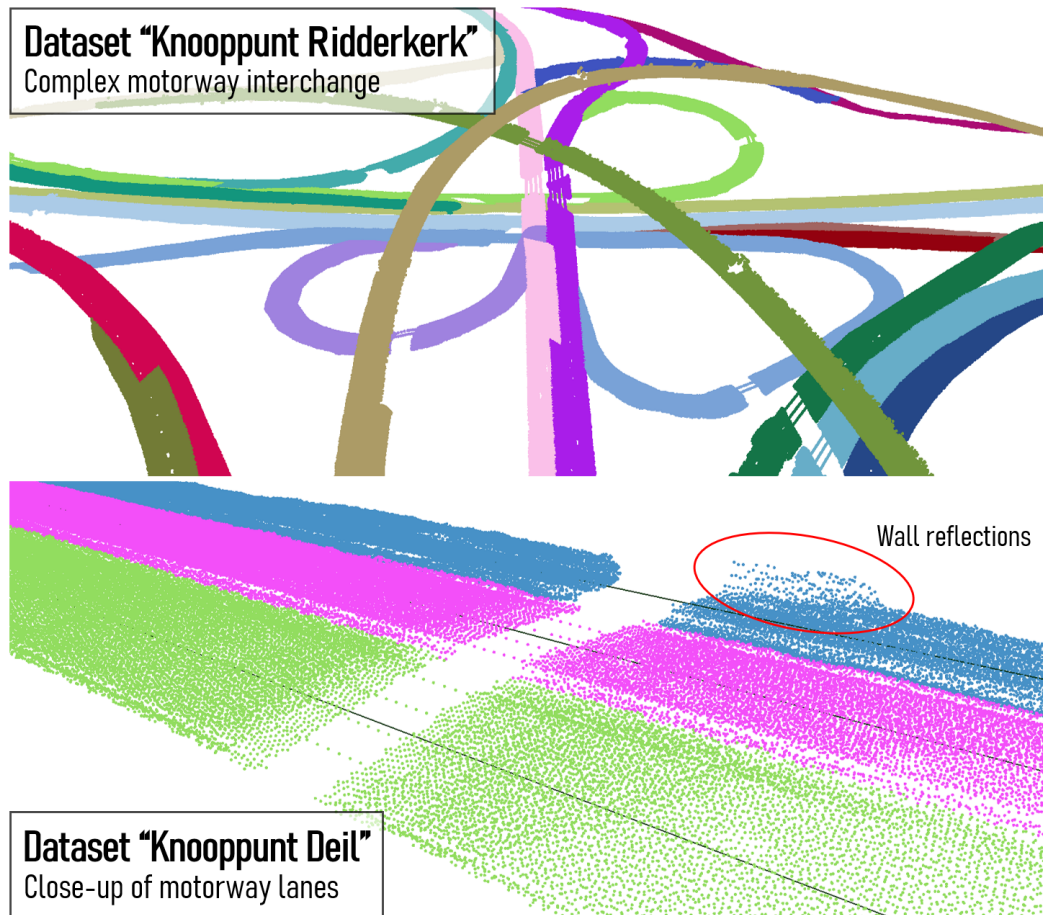 Dataset “Knooppunt Ridderkerk”
Complex motorway interchange
Wall reflections
Dataset “Knooppunt Deil”
Close-up of motorway lanes